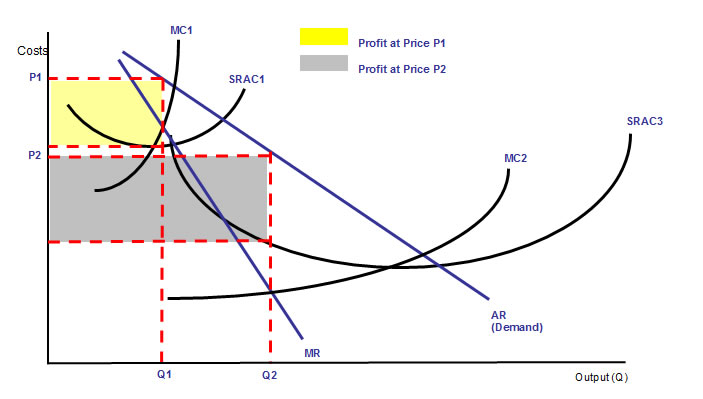 MC1
Profit at Price P1
Costs
Profit at Price P2
P1
SRAC1
SRAC3
P2
MC2
AR
(Demand)
MR
Q1
Q2
Output (Q)